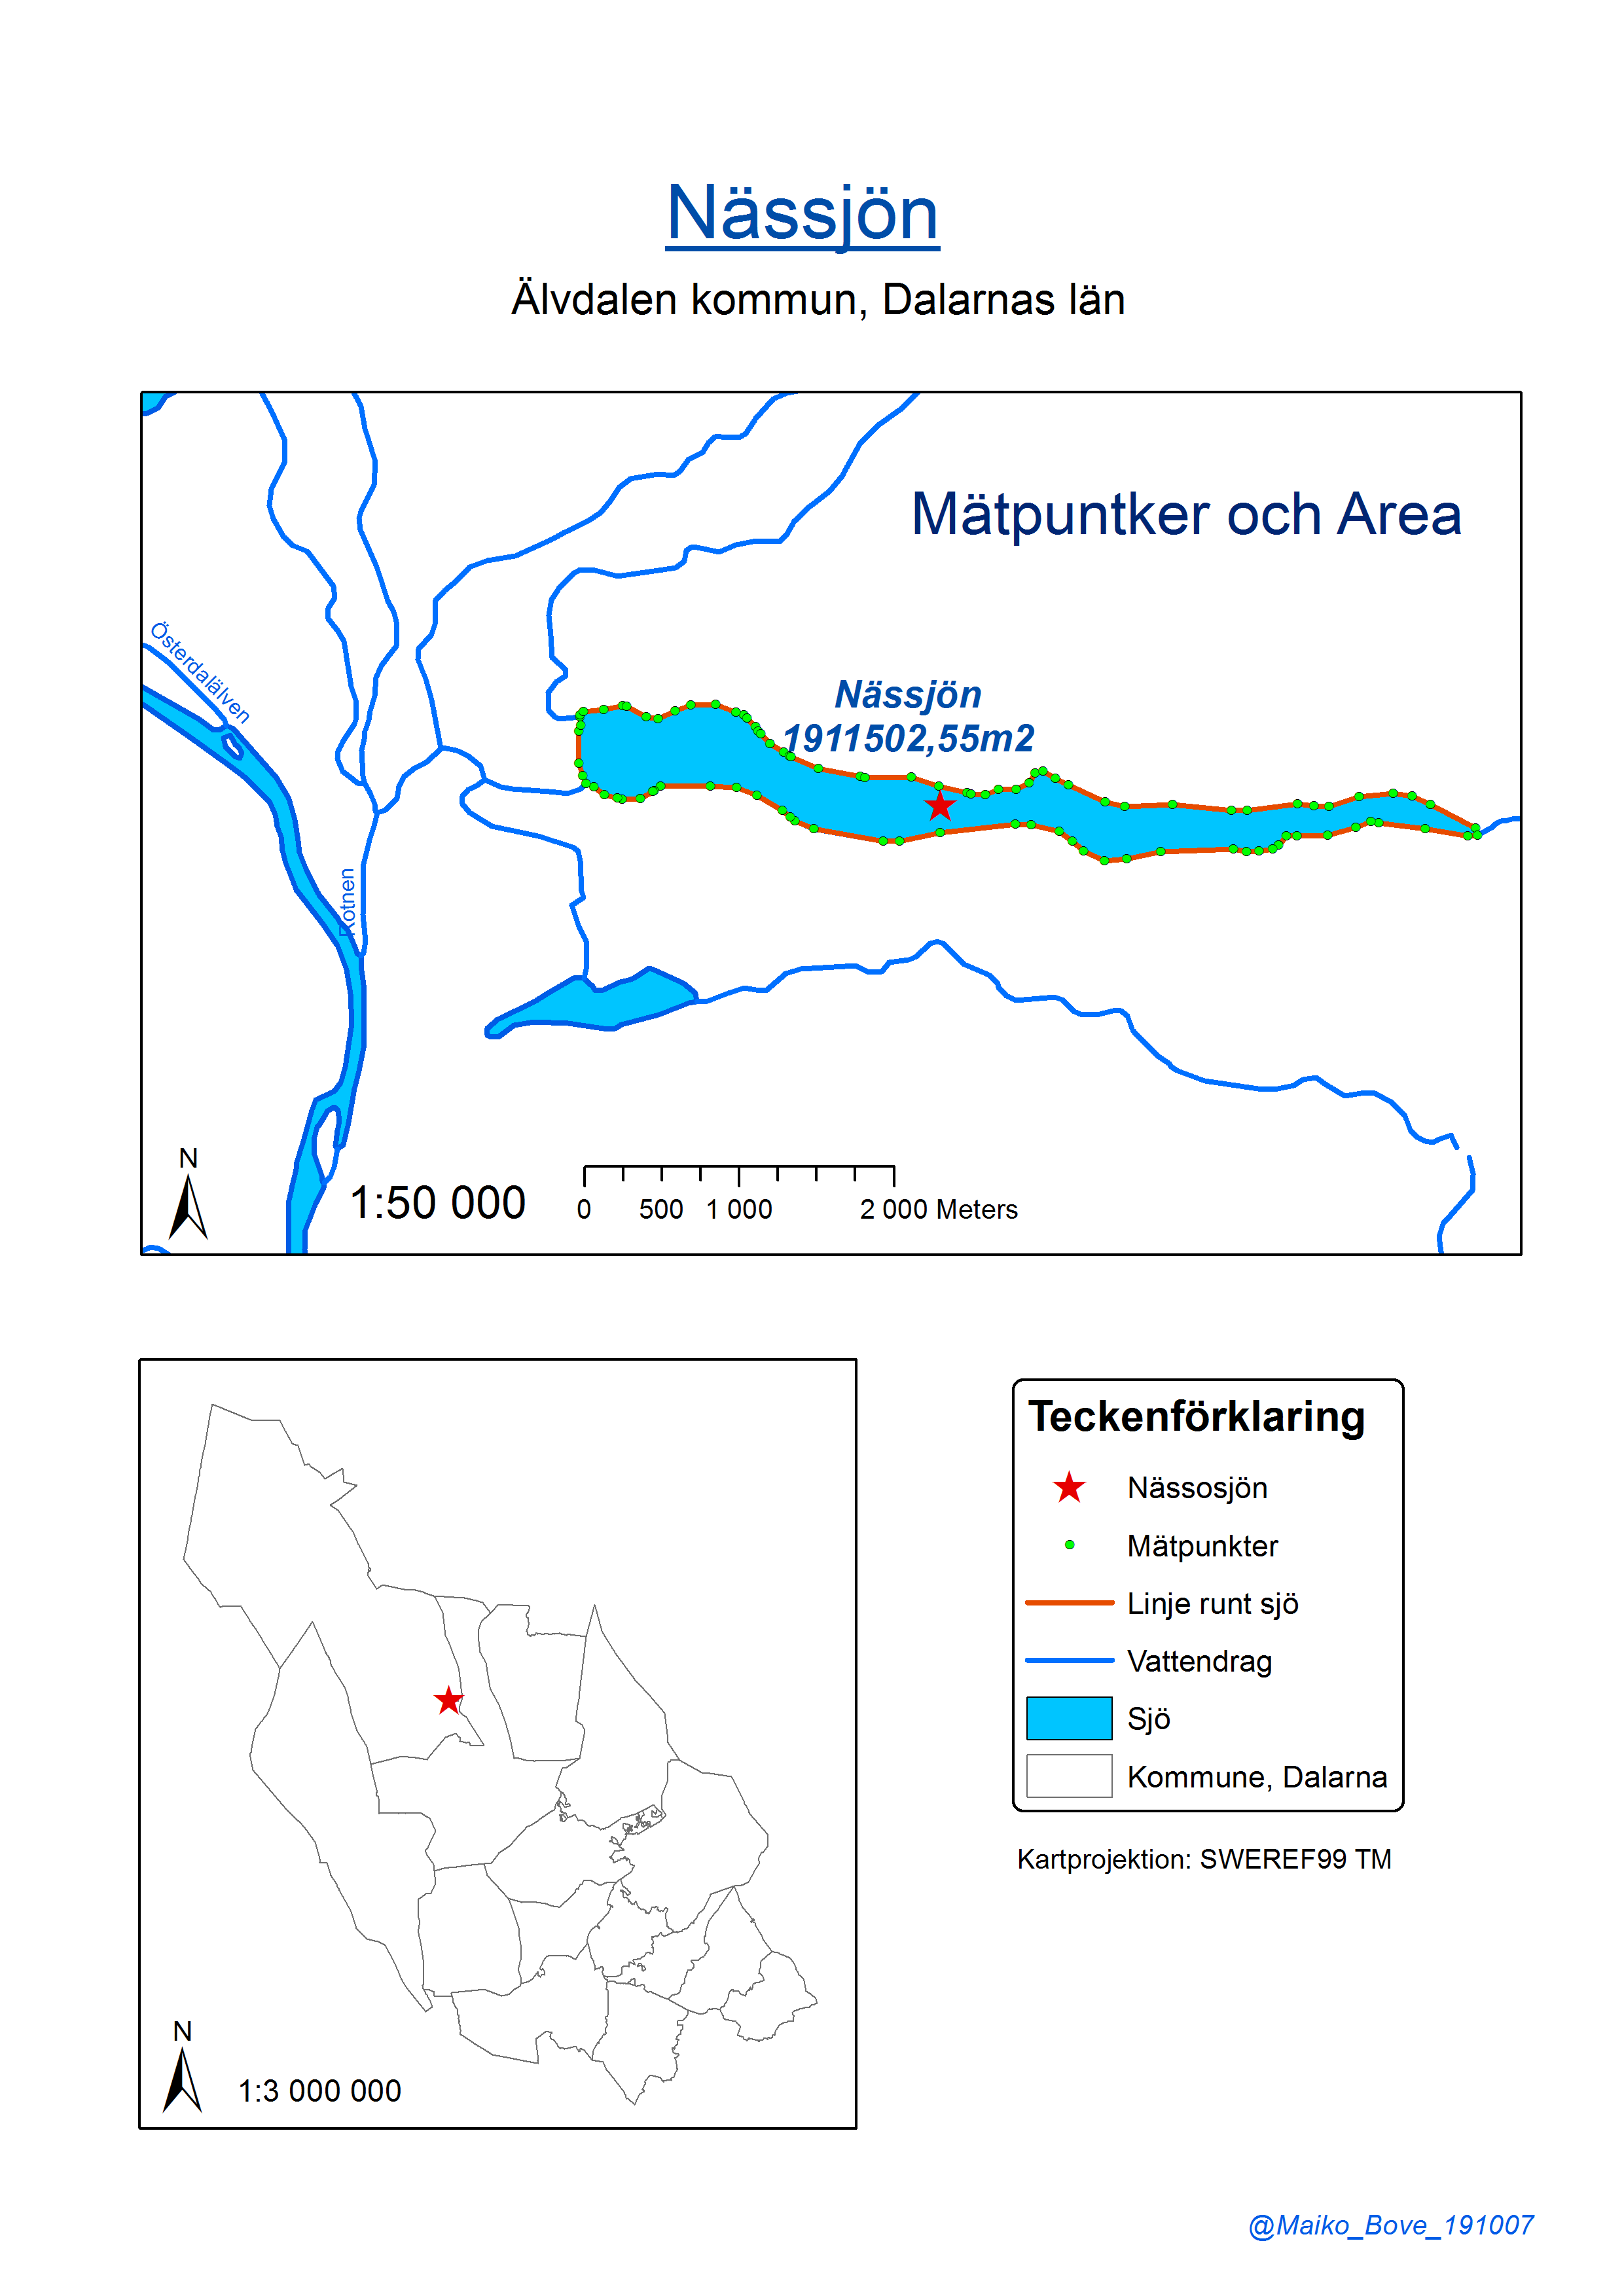 Nässjön
Älvdalen kommun, Dalarnas län
Mätpuntker och Area
Österdalälven
Nässjön
1911502,55m2
Rotnen
N
1:50 000
0 500 1 000 2 000 Meters
Teckenförklaring
Nässosjön
Mätpunkter
Linje runt sjö
Vattendrag
Sjö
Kommune, Dalarna
Kartprojektion: SWEREF99 TM
N
1:3 000 000
@Maiko_Bove_191007